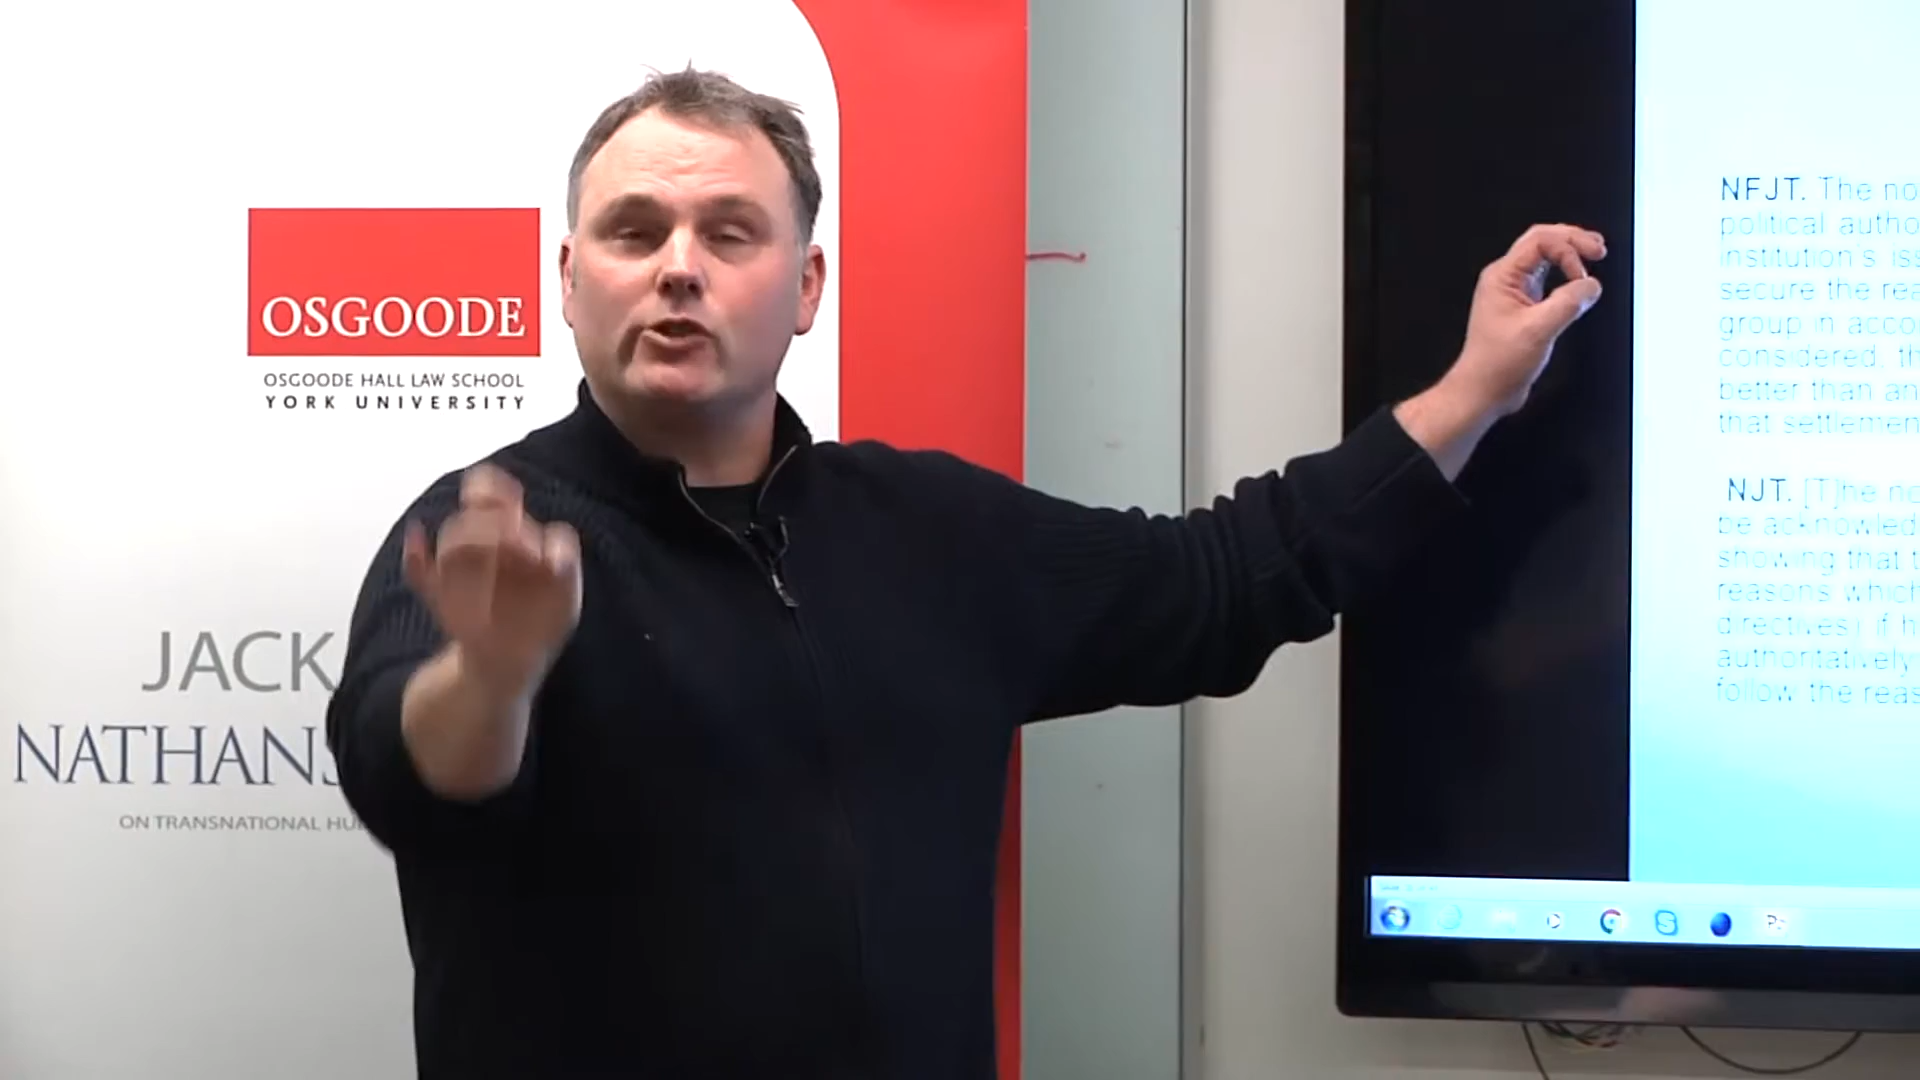 OSGOODE
OSGOODE HALL LAW SCHOOL
YORK UNIVERSITY
JACK
NATHANS
ON TRANSNATIONAL HU
NFJT. The no
political autho
institution's iss
secure the rea
group in acco
considered, th
better than an
that settlemen
NJT. [T]he no
be acknowled
showing that t
reasons which
directives) if h
authoritatively
follow the reas